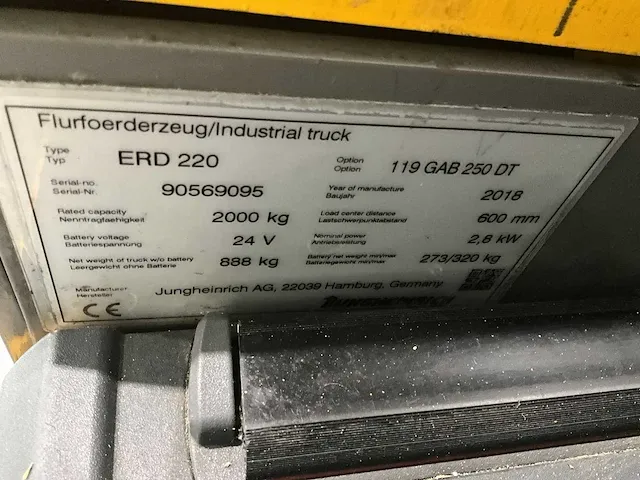 Flurfoerderzeug/Industrial truck
Type
Typ ERD 220 Option
Option 119 GAB 250 DT
Serial-no.
Serial-Nr. 90569095 Year of manufacture
Baujahr 2018
Rated capacity
Nenntragfaehigkeit 2000 kg Load center distance
Lastschwerpunktabstand 600 mm
Battery voltage
Batteriespannung 24 V Nominal power
Antriebsleistung 2,8 kW
Net weight of truck w/o battery
Leergewicht ohne Batterie 888 kg Battery net weight min/max
Batteriegewicht min/max 273/320 kg
Manufacturer
Hersteller Jungheinrich AG, 22039 Hamburg, Germany
CE JUNGHEINRICH